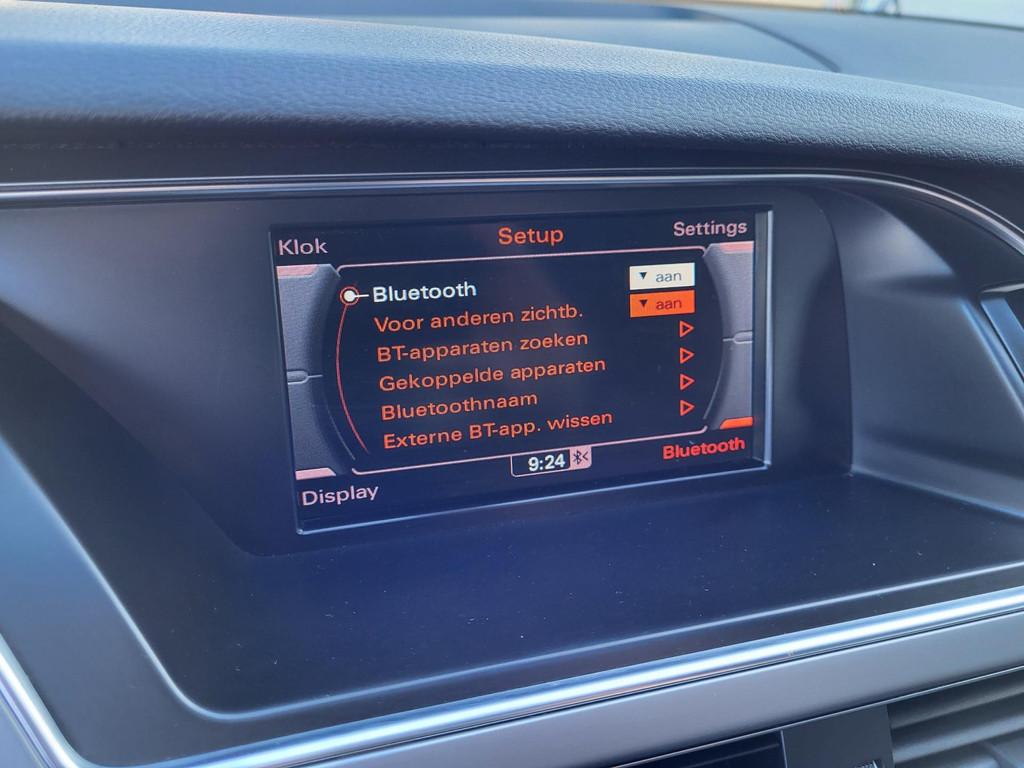 Klok
Setup
Settings
Bluetooth
aan
Voor anderen zichtb.
aan
BT-apparaten zoeken
Gekoppelde apparaten
Bluetoothnaam
Externe BT-app. wissen
Display
9:24
Bluetooth